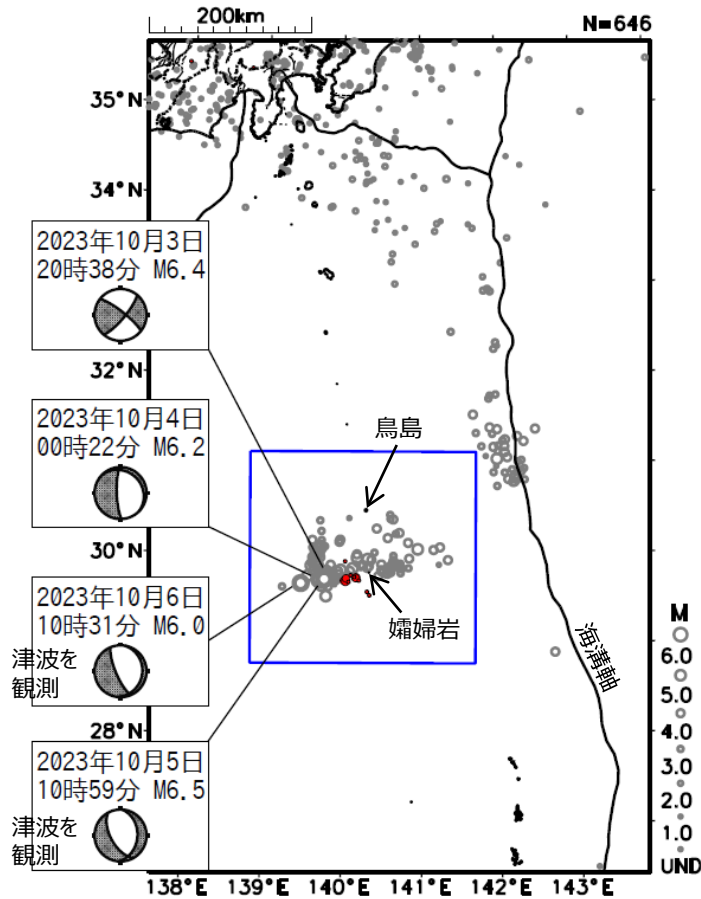 200km
N=646
35°N
34°N
2023年10月3日
20時38分 M6.4
32°N
2023年10月4日
00時22分 M6.2
鳥島
30°N
2023年10月6日
10時31分 M6.0
津波を
観測
孀婦岩
海溝軸
28°N
2023年10月5日
10時59分 M6.5
津波を
観測
M
6.0
5.0
4.0
3.0
2.0
1.0
UND
138°E
139°E
140°E
141°E
142°E
143°E